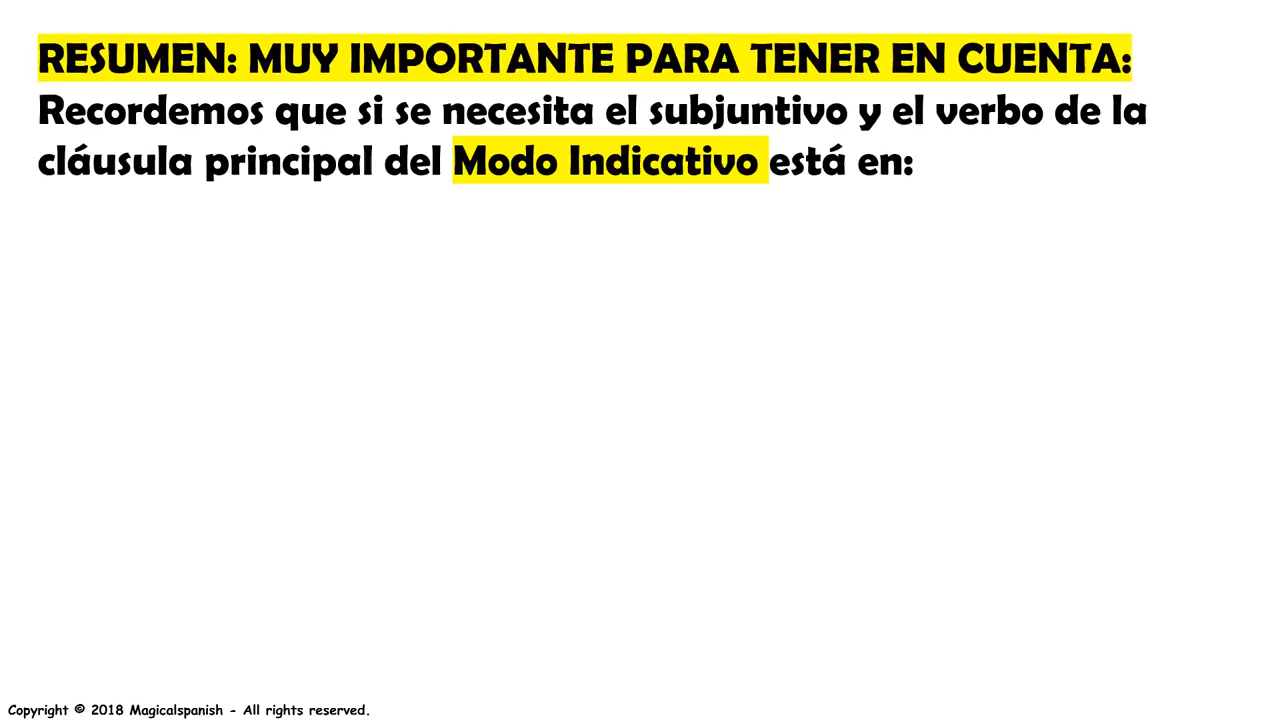 RESUMEN: MUY IMPORTANTE PARA TENER EN CUENTA:
Recordemos que si se necesita el subjuntivo y el verbo de la
cláusula principal del Modo Indicativo está en:
Copyright © 2018 Magicalspanish - All rights reserved.